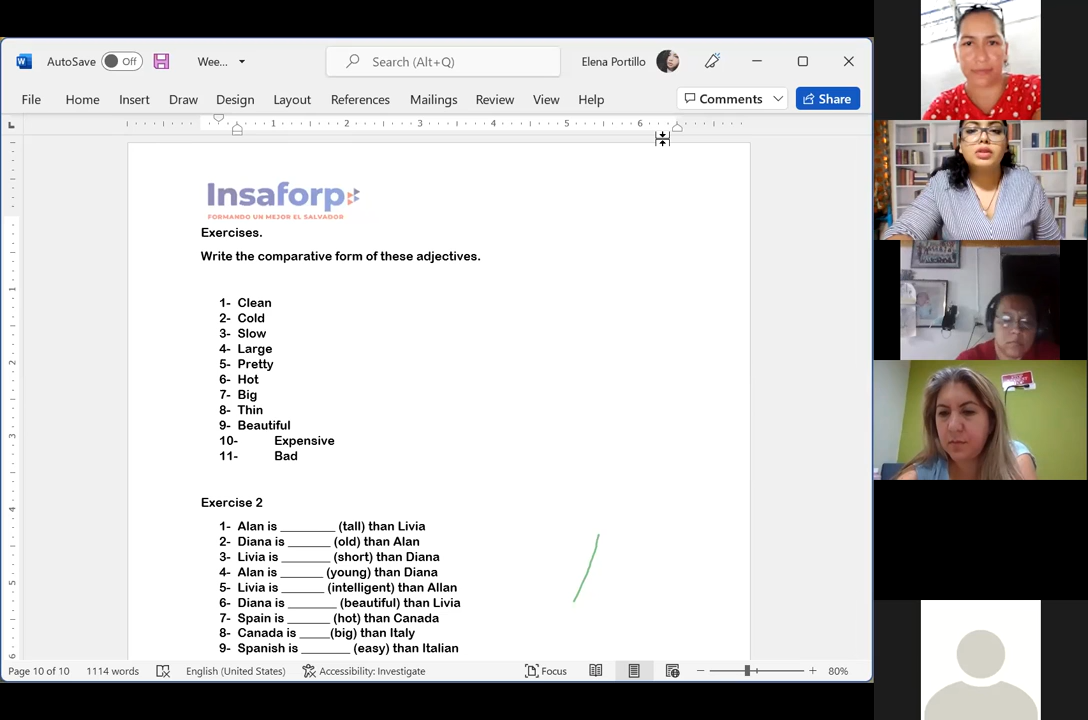 AutoSave Off Wee... Search (Alt+Q) Elena Portillo
File Home Insert Draw Design Layout References Mailings Review View Help Comments Share
1 2 3 4 5 6
Insaforp
FORMANDO UN MEJOR EL SALVADOR
Exercises.
Write the comparative form of these adjectives.
1- Clean
2- Cold
3- Slow
4- Large
5- Pretty
6- Hot
7- Big
8- Thin
9- Beautiful
10- Expensive
11- Bad
Exercise 2
1- Alan is ________ (tall) than Livia
2- Diana is ______ (old) than Alan
3- Livia is ______ (short) than Diana
4- Alan is ______ (young) than Diana
5- Livia is ______ (intelligent) than Allan
6- Diana is _______ (beautiful) than Livia
7- Spain is ______ (hot) than Canada
8- Canada is _____(big) than Italy
9- Spanish is _______ (easy) than Italian
Page 10 of 10 1114 words English (United States) Accessibility: Investigate Focus 80%